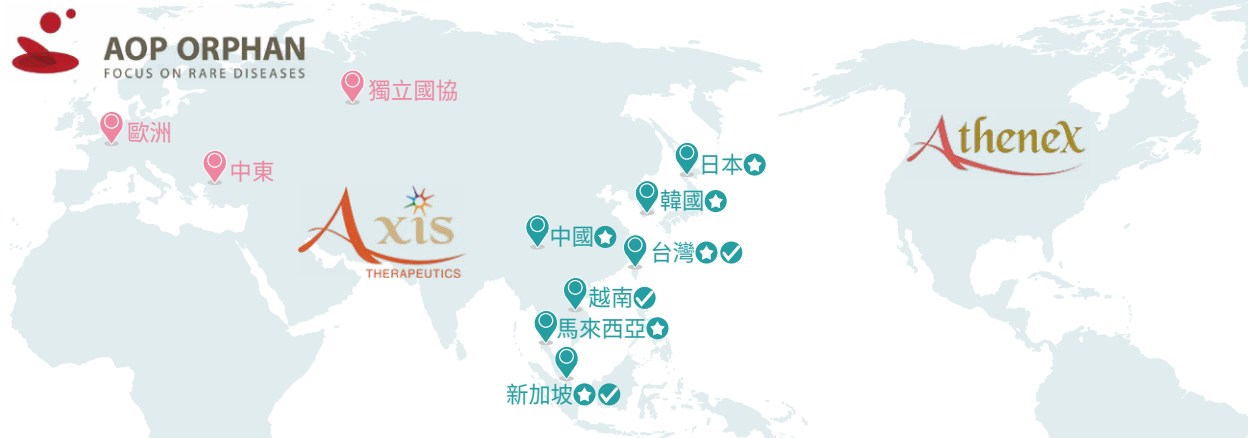 AOP ORPHAN
FOCUS ON RARE DISEASES
獨立國協
歐洲
中東
Athenex
日本
韓國
Axis
THERAPEUTICS
中國
台灣
越南
馬來西亞
新加坡